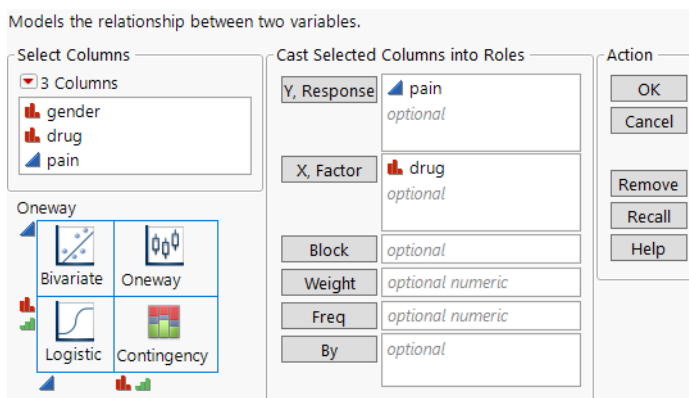 Models the relationship between two variables.
Select Columns
3 Columns
gender
drug
pain
Oneway
Bivariate
Oneway
Logistic
Contingency
Cast Selected Columns into Roles
Y, Response
pain
optional
X, Factor
drug
optional
Block
optional
Weight
optional numeric
Freq
optional numeric
By
optional
Action
OK
Cancel
Remove
Recall
Help